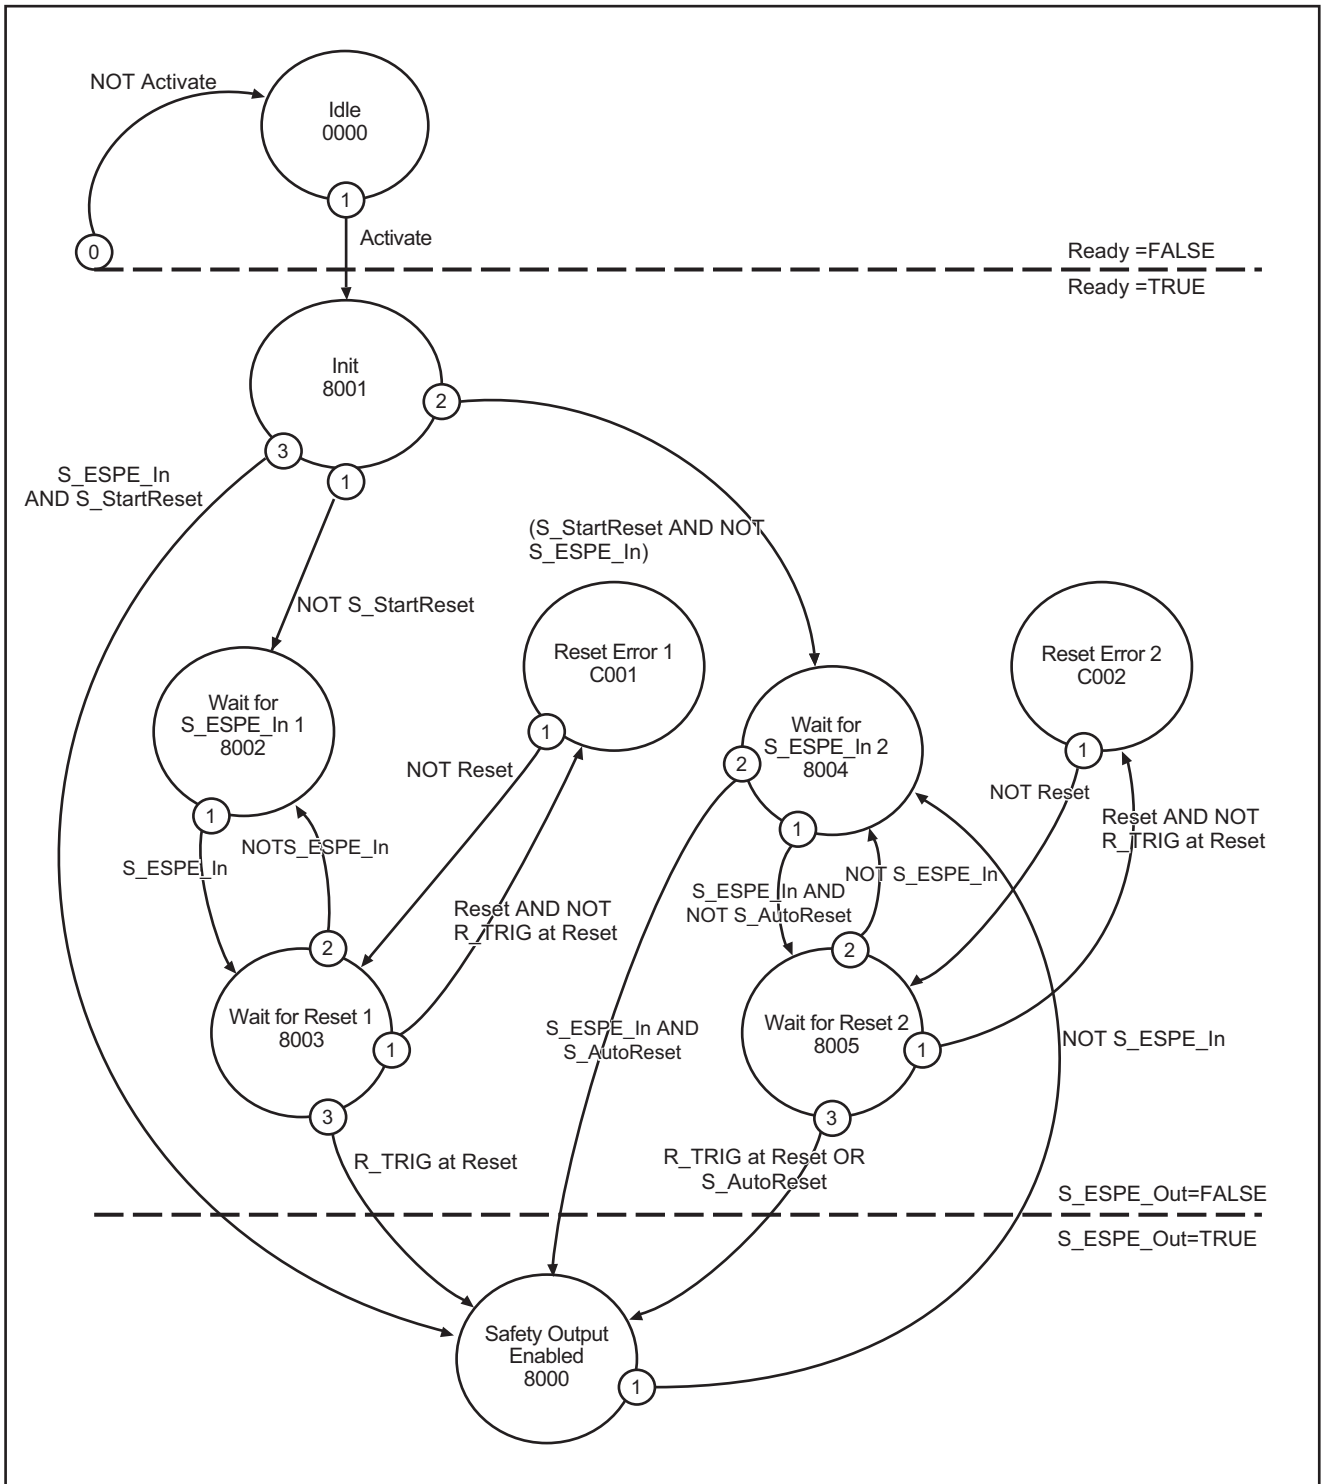 NOT Activate
Idle
0000
1
Activate
0
Ready =FALSE
Ready =TRUE
Init
8001
2
3
1
S_ESPE_In
AND S_StartReset
(S_StartReset AND NOT
S_ESPE_In)
NOT S_StartReset
Reset Error 1
C001
1
Reset Error 2
C002
1
Wait for
S_ESPE_In 1
8002
1
Wait for
S_ESPE_In 2
8004
2
1
NOT Reset
NOT Reset
Reset AND NOT
R_TRIG at Reset
S_ESPE_In
NOTS_ESPE_In
S_ESPE_In AND
NOT S_AutoReset
NOT S_ESPE_In
Reset AND NOT
R_TRIG at Reset
2
Wait for Reset 1
8003
1
3
2
Wait for Reset 2
8005
1
3
S_ESPE_In AND
S_AutoReset
NOT S_ESPE_In
R_TRIG at Reset
R_TRIG at Reset OR
S_AutoReset
S_ESPE_Out=FALSE
S_ESPE_Out=TRUE
Safety Output
Enabled
8000
1